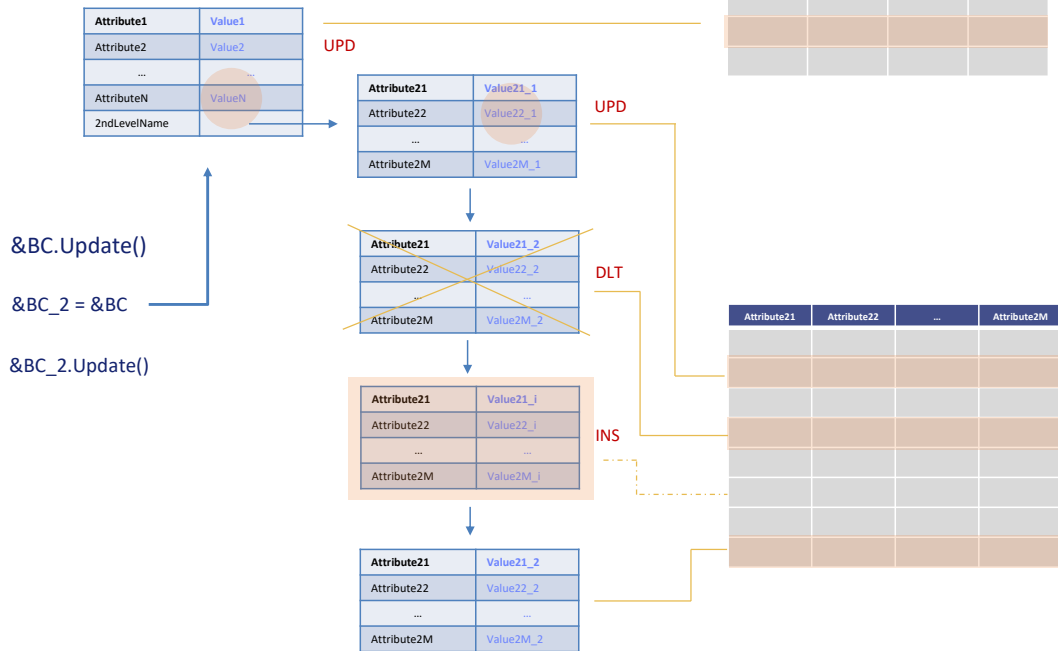 Attribute1 Value1
Attribute2 Value2
... ...
AttributeN ValueN
2ndLevelName
UPD
Attribute21 Value21_1
Attribute22 Value22_1
... ...
Attribute2M Value2M_1
UPD
&BC.Update()
&BC_2 = &BC
&BC_2.Update()
Attribute21 Value21_2
Attribute22 Value22_2
... ...
Attribute2M Value2M_2
DLT
Attribute21 Attribute22 ... Attribute2M
Attribute21 Value21_i
Attribute22 Value22_i
... ...
Attribute2M Value2M_i
INS
Attribute21 Value21_2
Attribute22 Value22_2
... ...
Attribute2M Value2M_2